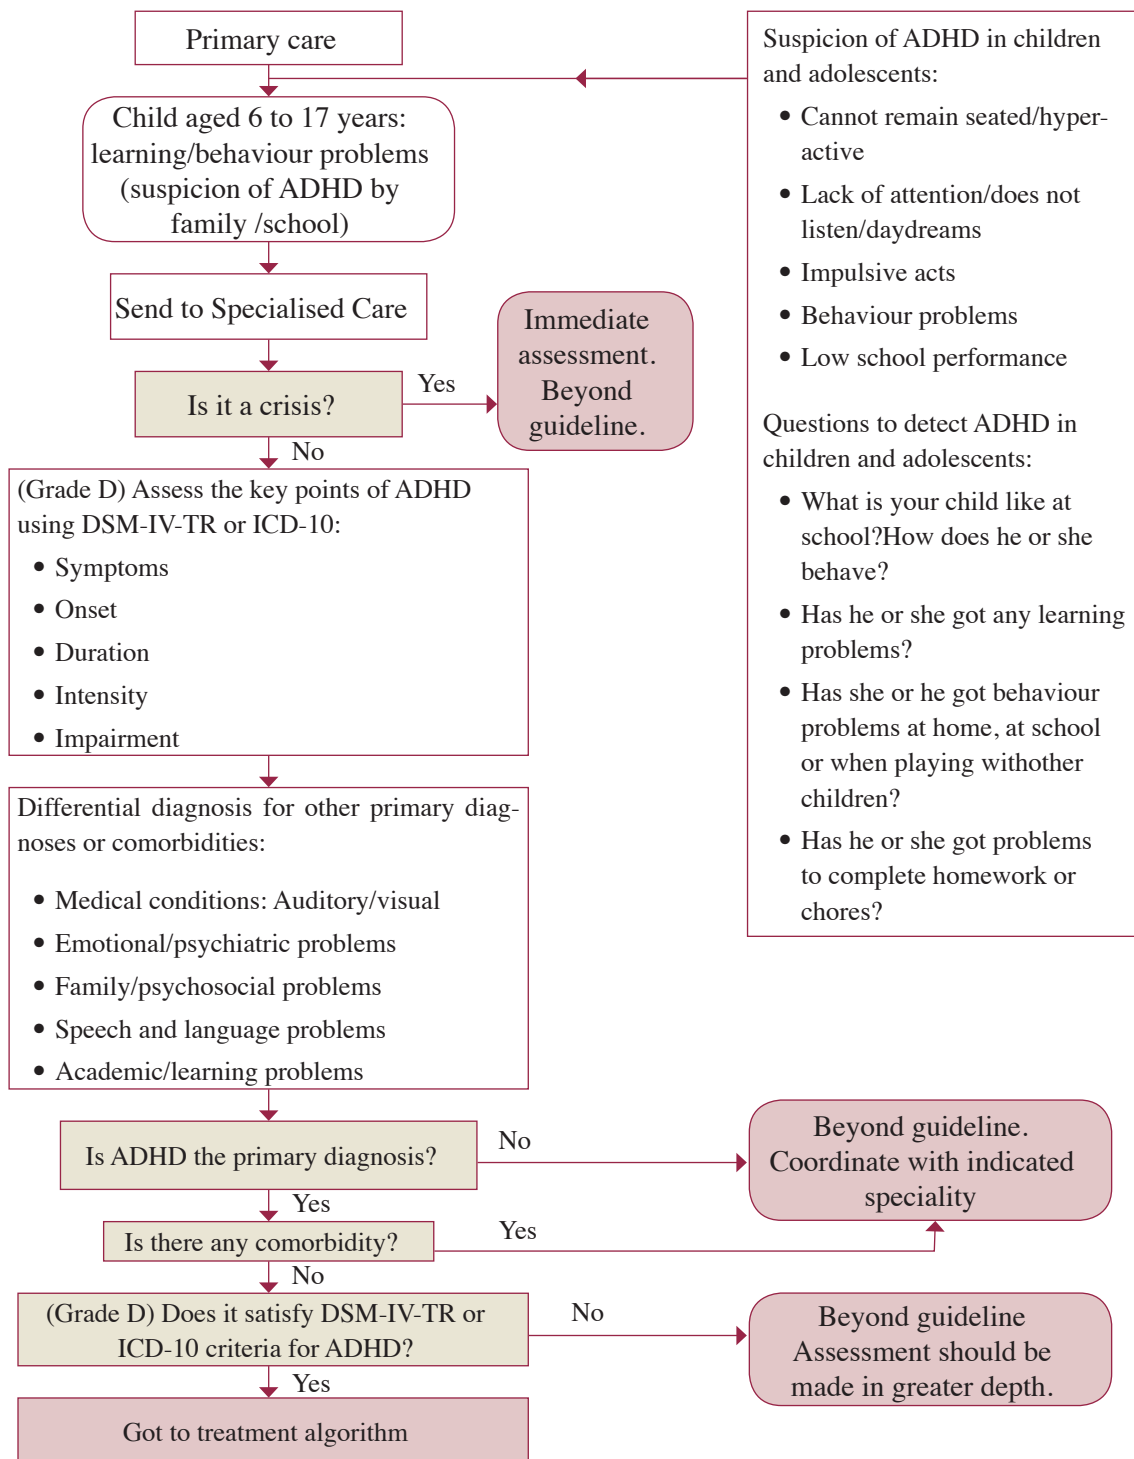 Primary care
Child aged 6 to 17 years:
learning/behaviour problems
(suspicion of ADHD by
family /school)
Send to Specialised Care
Is it a crisis?
Yes
Immediate
assessment.
Beyond
guideline.
No
(Grade D) Assess the key points of ADHD
using DSM-IV-TR or ICD-10:
• Symptoms
• Onset
• Duration
• Intensity
• Impairment
Differential diagnosis for other primary diag-
noses or comorbidities:
• Medical conditions: Auditory/visual
• Emotional/psychiatric problems
• Family/psychosocial problems
• Speech and language problems
• Academic/learning problems
Is ADHD the primary diagnosis?
No
Beyond guideline.
Coordinate with indicated
speciality
Yes
Is there any comorbidity?
Yes
No
(Grade D) Does it satisfy DSM-IV-TR or
ICD-10 criteria for ADHD?
No
Beyond guideline
Assessment should be
made in greater depth.
Yes
Got to treatment algorithm
Suspicion of ADHD in children
and adolescents:
• Cannot remain seated/hyper-
active
• Lack of attention/does not
listen/daydreams
• Impulsive acts
• Behaviour problems
• Low school performance
Questions to detect ADHD in
children and adolescents:
• What is your child like at
school?How does he or she
behave?
• Has he or she got any learning
problems?
• Has she or he got behaviour
problems at home, at school
or when playing withother
children?
• Has he or she got problems
to complete homework or
chores?